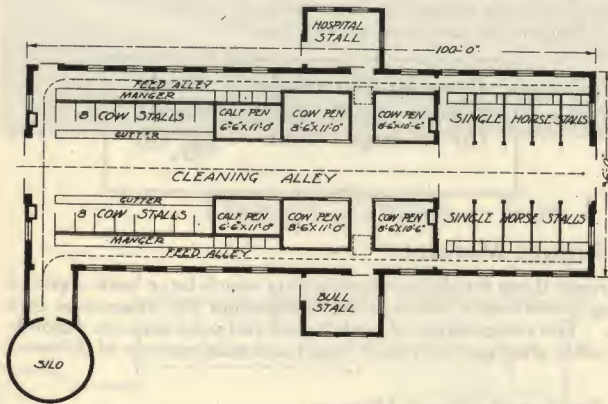 HOSPITAL
STALL
100'-0"
FEED ALLEY
MANGER
8 COW STALLS
GUTTER
CALF PEN
6'-6"X11'-0"
COW PEN
8'-6"X11'-0"
COW PEN
8'-6"X10'-6"
SINGLE HORSE STALLS
CLEANING ALLEY
GUTTER
8 COW STALLS
MANGER
FEED ALLEY
CALF PEN
6'-6"X11'-0"
COW PEN
8'-6"X11'-0"
COW PEN
8'-6"X10'-6"
SINGLE HORSE STALLS
BULL
STALL
SILO